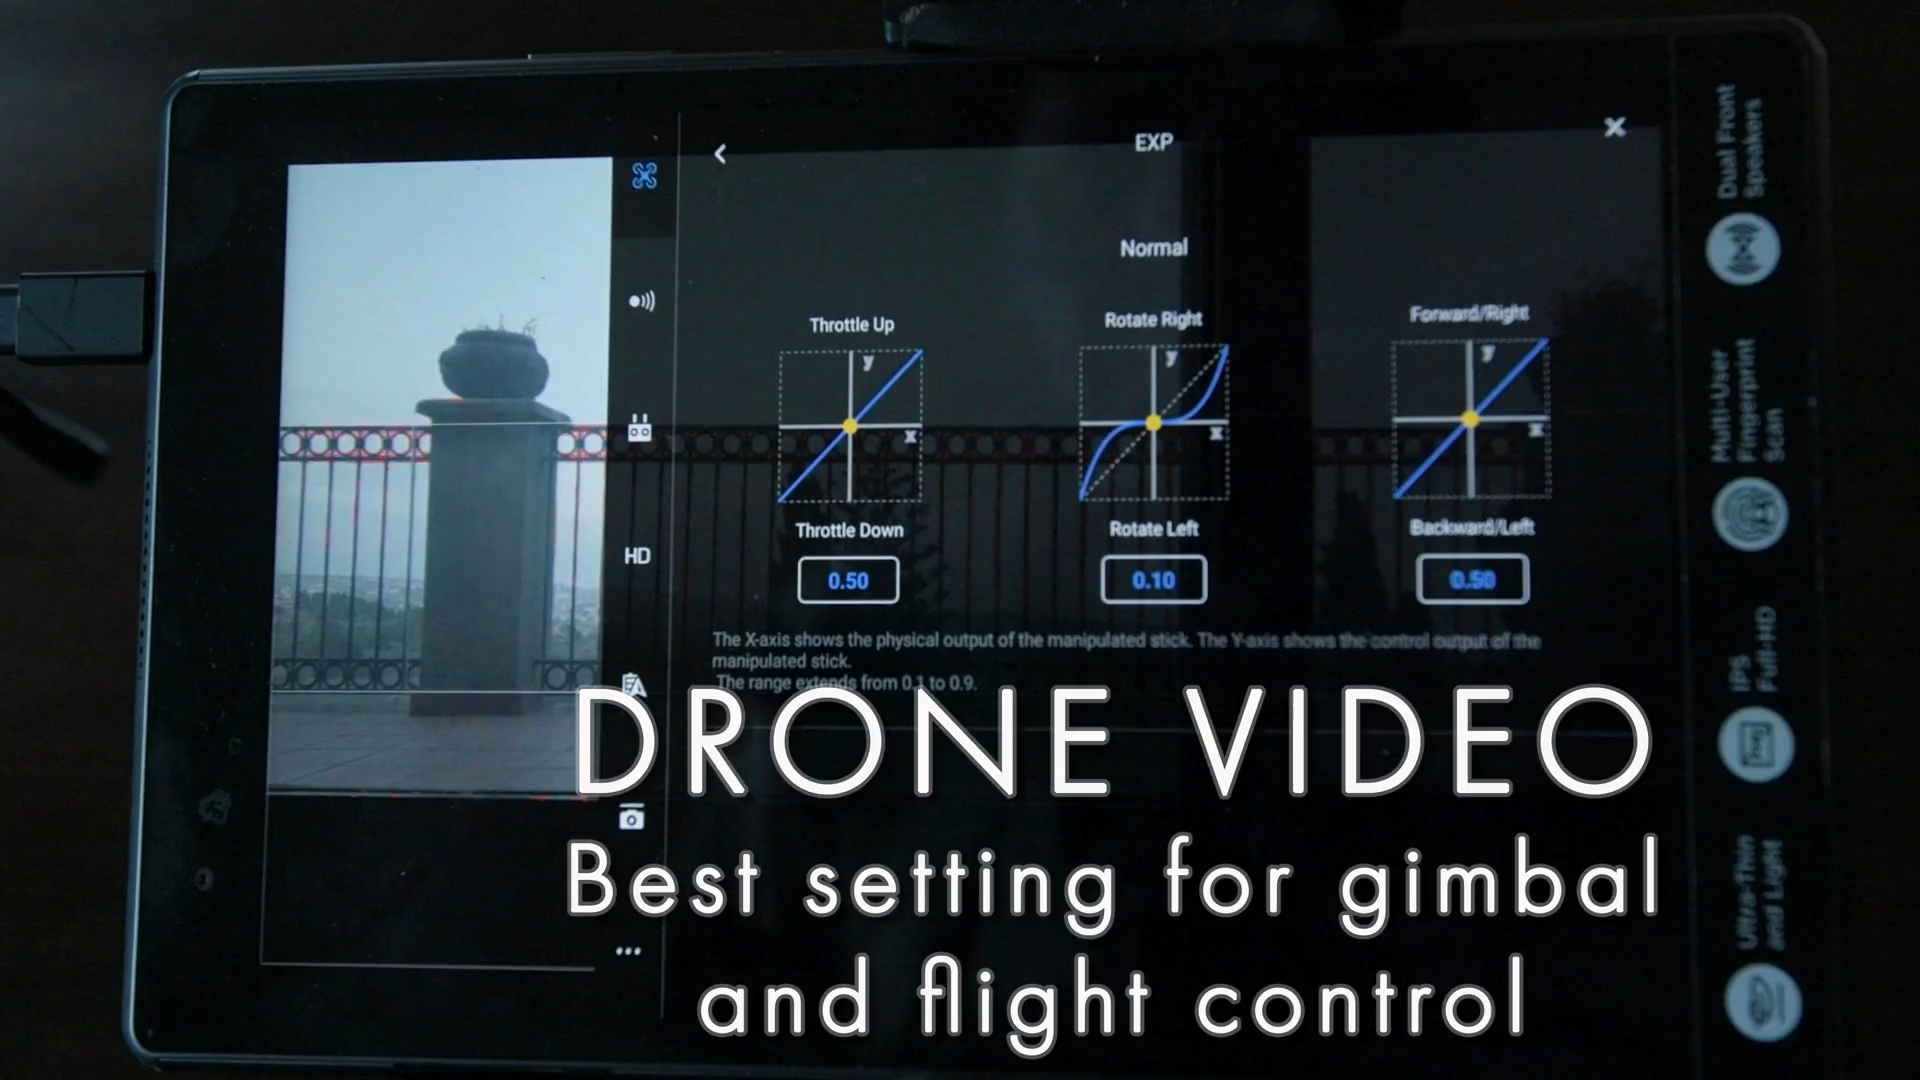 EXP
Normal
Throttle Up
Rotate Right
Forward/Right
y
y
y
x
x
x
Throttle Down
Rotate Left
Backward/Left
0.50
0.10
0.50
The X-axis shows the physical output of the manipulated stick. The Y-axis shows the control output of the
manipulated stick.
The range extends from 0.1 to 0.9.
HD
DRONE VIDEO
Best setting for gimbal
and flight control
Dual Front
Speakers
Multi-User
Fingerprint
Scan
IPS
Full-HD
Ultra-Thin
and Light